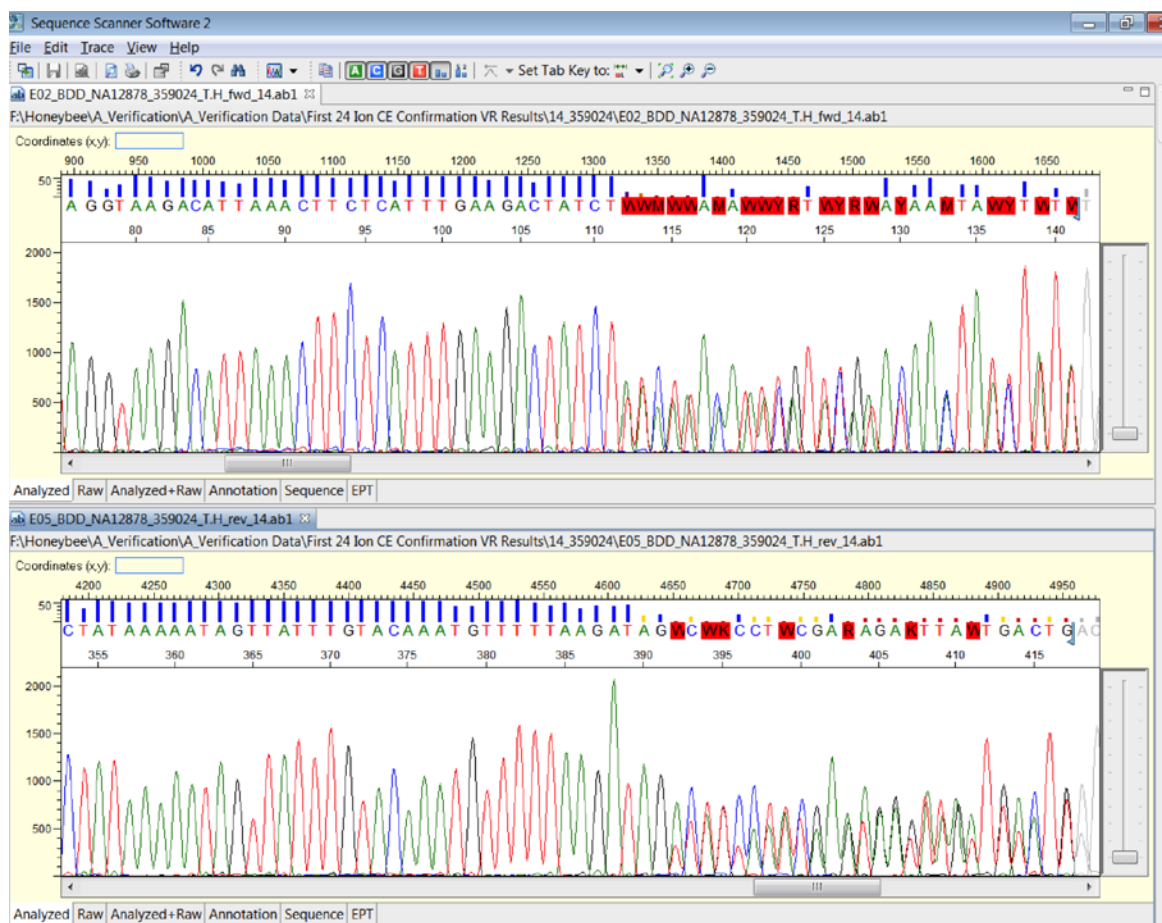 Sequence Scanner Software 2
File Edit Trace View Help
A C G T Set Tab Key to:
E02_BDD_NA12878_359024_T.H_fwd_14.ab1
F:\Honeybee\A_Verification\A_Verification Data\First 24 Ion CE Confirmation VR Results\14_359024\E02_BDD_NA12878_359024_T.H_fwd_14.ab1
Coordinates (x,y):
900 950 1000 1050 1100 1150 1200 1250 1300 1350 1400 1450 1500 1550 1600 1650
50
AGGTAAGACATTAAACTTCTCATTTGAAGACTATCTWWMWWAMAWWYRTWYRWAYAAMTAWYTWTWT
80 85 90 95 100 105 110 115 120 125 130 135 140
2000
1500
1000
500
Analyzed Raw Analyzed+Raw Annotation Sequence EPT
E05_BDD_NA12878_359024_T.H_rev_14.ab1
F:\Honeybee\A_Verification\A_Verification Data\First 24 Ion CE Confirmation VR Results\14_359024\E05_BDD_NA12878_359024_T.H_rev_14.ab1
Coordinates (x,y):
4200 4250 4300 4350 4400 4450 4500 4550 4600 4650 4700 4750 4800 4850 4900 4950
50
CTATAAAAATAGTTATTTGTACAAATGTTTTTAAGATAGWCWKCCTWCGARAGAKTTAWTGACTGAC
355 360 365 370 375 380 385 390 395 400 405 410 415
2000
1500
1000
500
Analyzed Raw Analyzed+Raw Annotation Sequence EPT